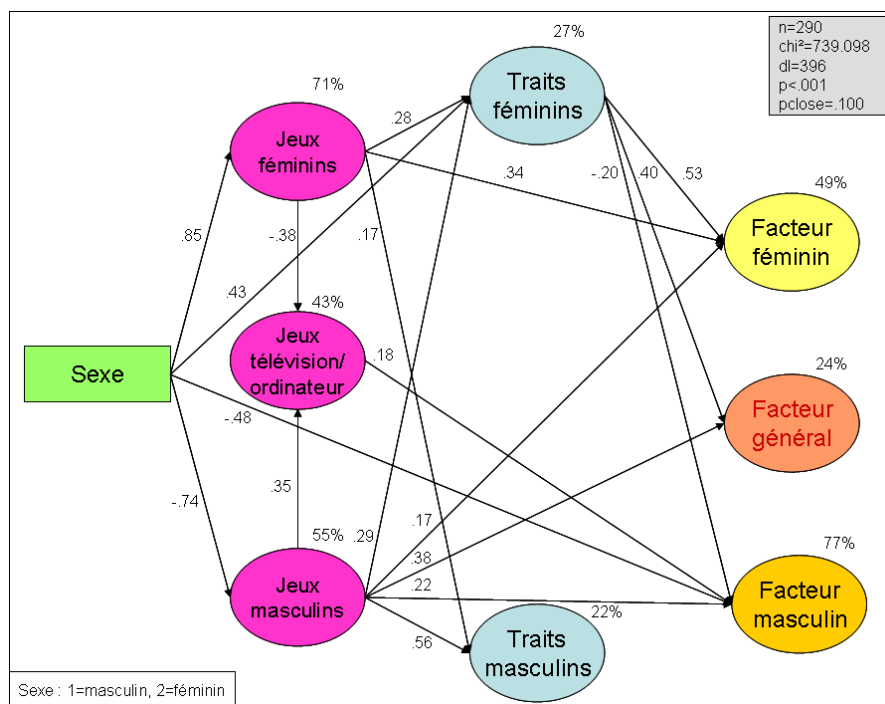 n=290
chi²=739.098
dl=396
p<.001
pclose=.100
27%
Traits
féminins
71%
Jeux
féminins
.28
.34
-.20
.40
.53
49%
Facteur
féminin
.85
-.38
.17
.43
43%
Jeux
télévision/
ordinateur
.18
Sexe
24%
Facteur
général
-.48
-.74
.35
.29
.17
.38
.22
55%
Jeux
masculins
.56
22%
Traits
masculins
77%
Facteur
masculin
Sexe : 1=masculin, 2=féminin